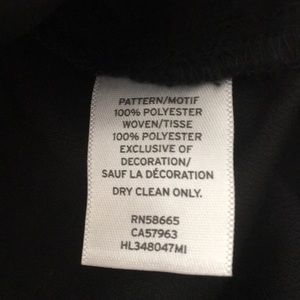 PATTERN/MOTIF
100% POLYESTER
WOVEN/TISSE
100% POLYESTER
EXCLUSIVE OF
DECORATION/
SAUF LA DÉCORATION
DRY CLEAN ONLY.
RN58665
CA57963
HL348047MI